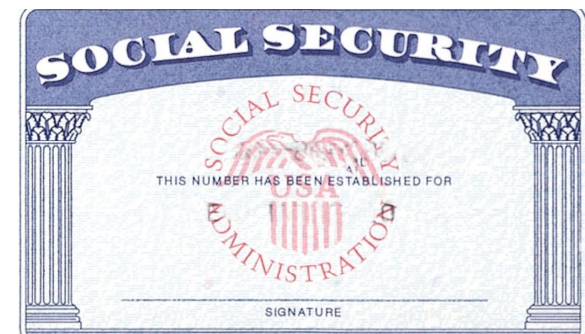 SOCIAL SECURITY
SOCIAL SECURITY
THIS NUMBER HAS BEEN ESTABLISHED FOR
USA
ADMINISTRATION
SIGNATURE